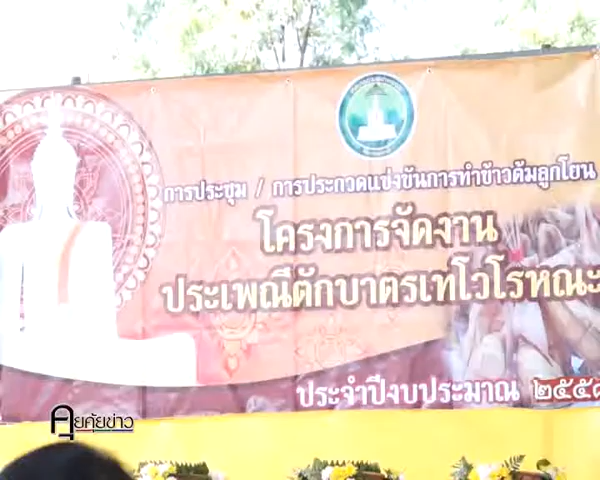 การประชุม / การประกวดแข่งขันการทำข้าวต้มลูกโยน
โครงการจัดงาน
ประเพณีตักบาตรเทโวโรหณะ
ประจำปีงบประมาณ ๒๕๕๘
คุยคุ้ยข่าว